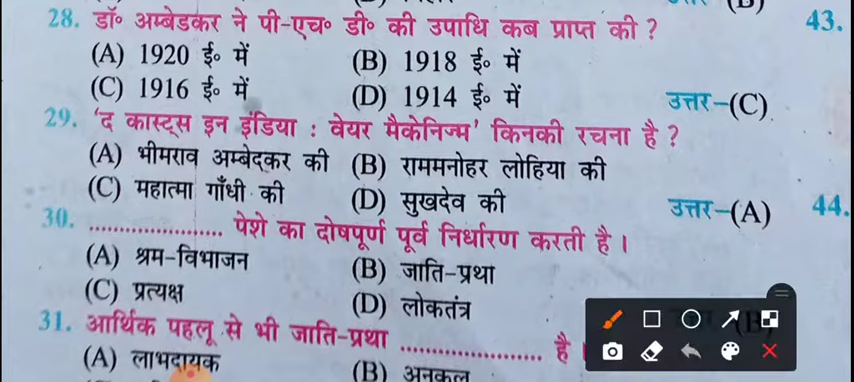 (B)
28. डॉ॰ अम्बेडकर ने पी-एच॰ डी॰ की उपाधि कब प्राप्त की ? 43.
(A) 1920 ई॰ में (B) 1918 ई॰ में
(C) 1916 ई॰ में (D) 1914 ई॰ में उत्तर–(C)
29. 'द कास्ट्स इन इंडिया : वेयर मैकेनिज्म' किनकी रचना है ?
(A) भीमराव अम्बेदकर की (B) राममनोहर लोहिया की
(C) महात्मा गाँधी की (D) सुखदेव की उत्तर–(A) 44.
30. .................... पेशे का दोषपूर्ण पूर्व निर्धारण करती है ।
(A) श्रम-विभाजन (B) जाति-प्रथा
(C) प्रत्यक्ष (D) लोकतंत्र (B)
31. आर्थिक पहलू से भी जाति-प्रथा .................... है
(A) लाभदायक (B) अनुकूल